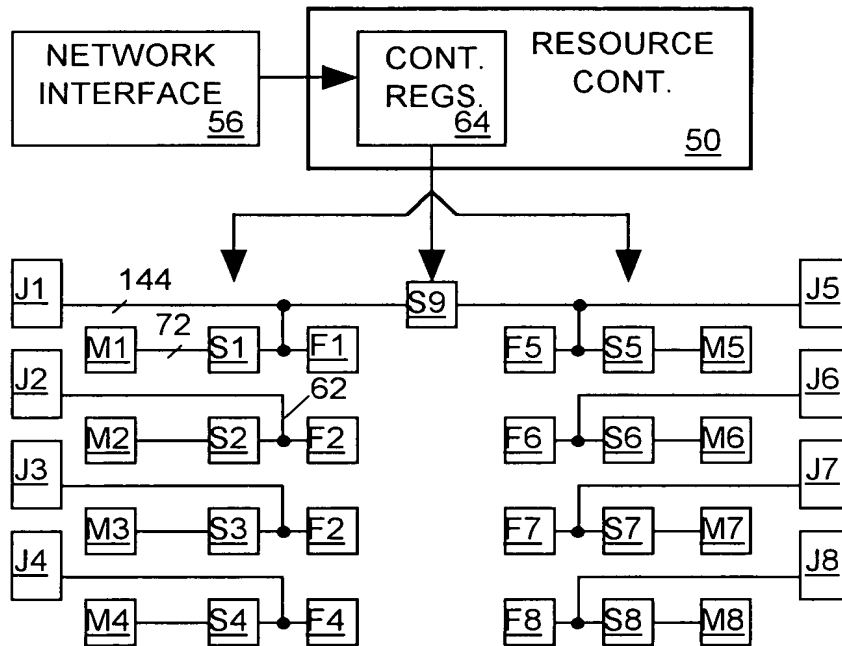 NETWORK INTERFACE 56
CONT. REGS. 64
RESOURCE CONT. 50
J1 144 S9 J5
M1 72 S1 F1 F5 S5 M5
J2 62 J6
M2 S2 F2 F6 S6 M6
J3 J7
M3 S3 F2 F7 S7 M7
J4 J8
M4 S4 F4 F8 S8 M8